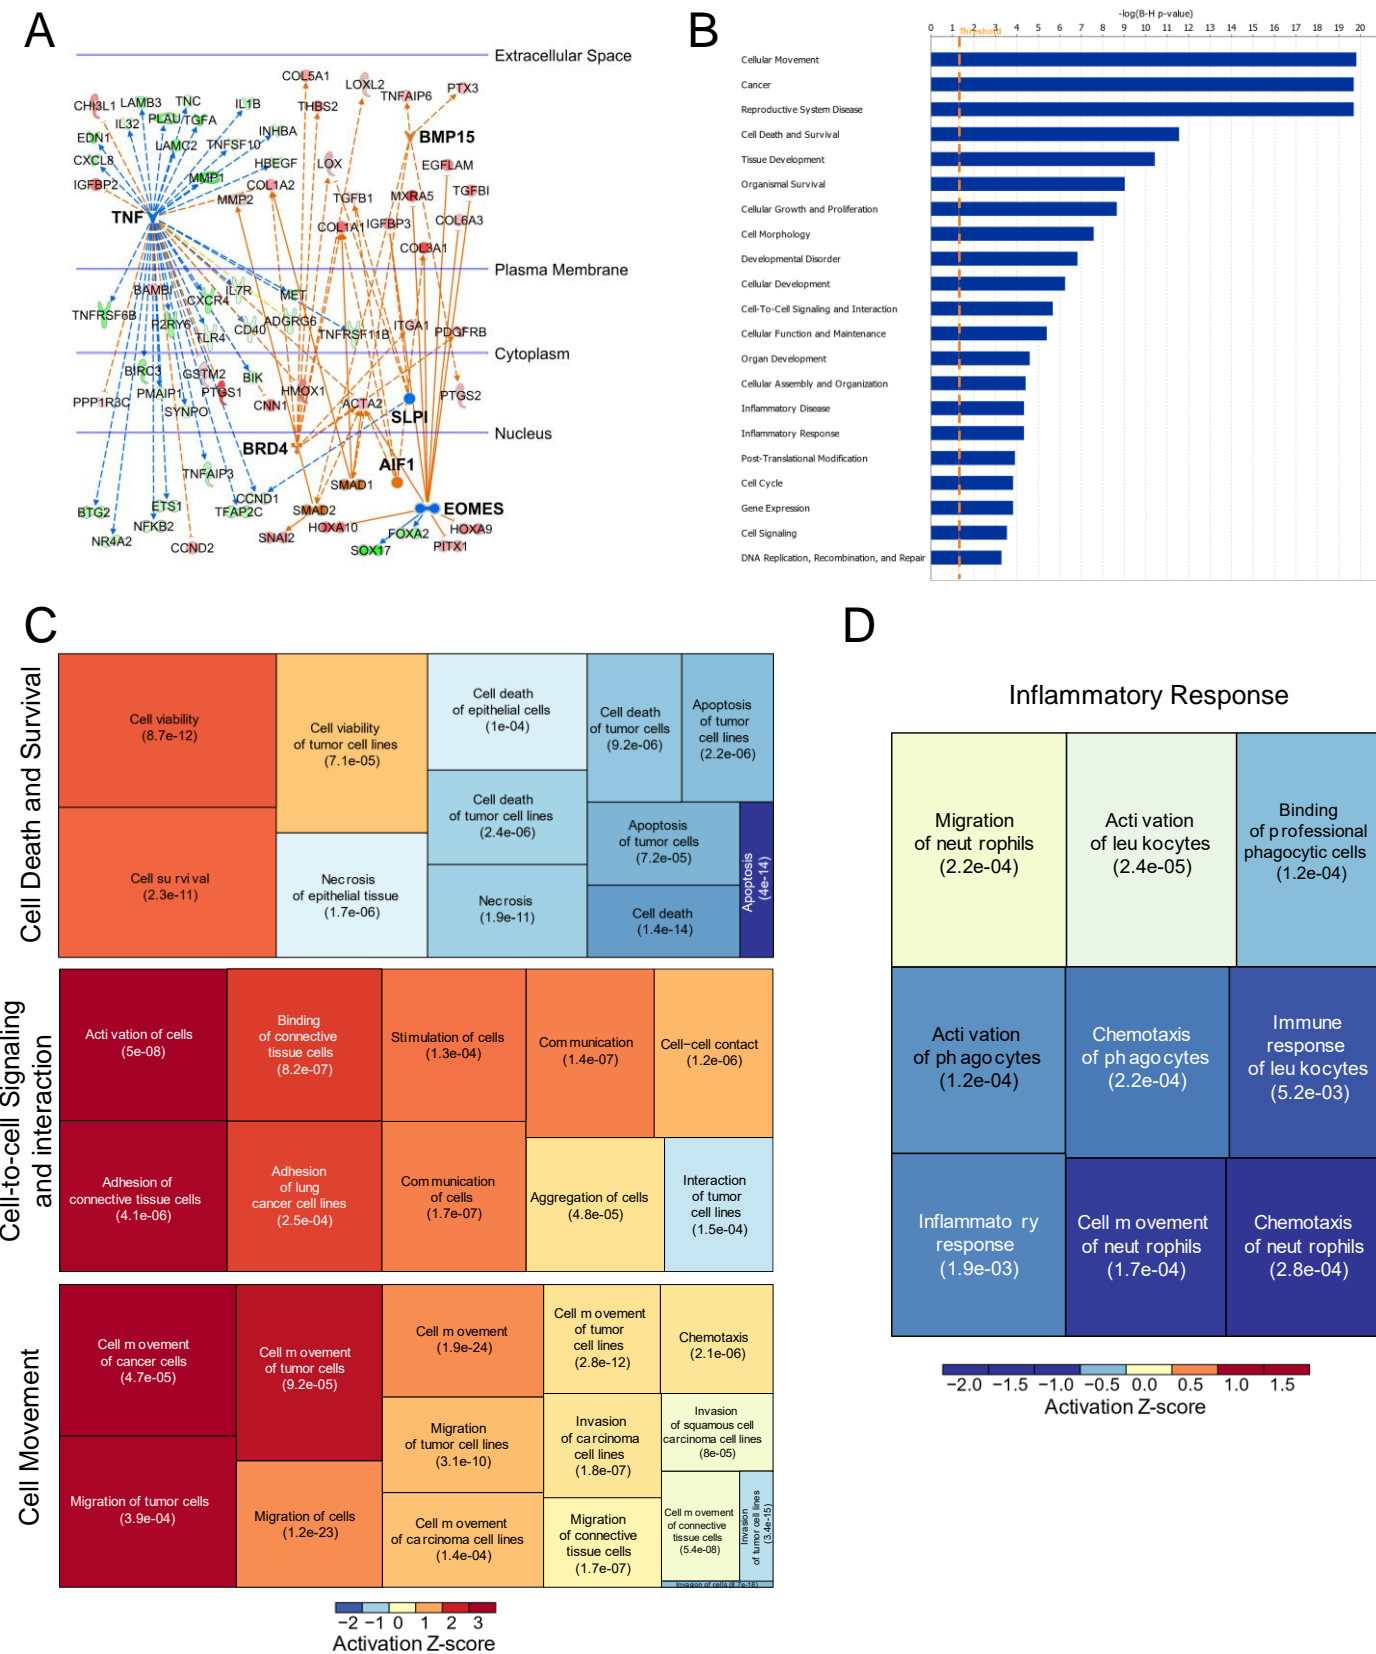 A
Extracellular Space
COL5A1
LOXL2
TNFAIP6
PTX3
CHI3L1
LAMB3
TNC
IL1B
THBS2
IL32
PLAU
TGFA
EDN1
INHBA
BMP15
LAMC2
TNFSF10
CXCL8
HBEGF
LOX
EGFLAM
IGFBP2
MMP1
COL1A2
MMP2
TGFB1
MXRA5
TGFBI
TNF
COL1A1
IGFBP3
COL6A3
COL3A1
Plasma Membrane
BAMBI
CXCR4
IL7R
MET
TNFRSF6B
P2RY6
TLR4
CD40
ADGRG6
TNFRSF11B
ITGA1
PDGFRB
Cytoplasm
BIRC3
GSTM2
BIK
PPP1R3C
PMAIP1
PTGS1
SYNPO
CNN1
HMOX1
ACTA2
PTGS2
SLPI
Nucleus
BRD4
AIF1
TNFAIP3
SMAD1
CCND1
BTG2
ETS1
TFAP2C
SMAD2
EOMES
NFKB2
HOXA10
HOXA9
NR4A2
CCND2
SNAI2
FOXA2
SOX17
PITX1
B
-log(B-H p-value)
0 1 2 3 4 5 6 7 8 9 10 11 12 13 14 15 16 17 18 19 20
Threshold
Cellular Movement
Cancer
Reproductive System Disease
Cell Death and Survival
Tissue Development
Organismal Survival
Cellular Growth and Proliferation
Cell Morphology
Developmental Disorder
Cellular Development
Cell-To-Cell Signaling and Interaction
Cellular Function and Maintenance
Organ Development
Cellular Assembly and Organization
Inflammatory Disease
Inflammatory Response
Post-Translational Modification
Cell Cycle
Gene Expression
Cell Signaling
DNA Replication, Recombination, and Repair
C
Cell Death and Survival
Cell viability
(8.7e-12)
Cell survival
(2.3e-11)
Cell viability
of tumor cell lines
(7.1e-05)
Necrosis
of epithelial tissue
(1.7e-06)
Cell death
of epithelial cells
(1e-04)
Cell death
of tumor cell lines
(2.4e-06)
Necrosis
(1.9e-11)
Cell death
of tumor cells
(9.2e-06)
Apoptosis
of tumor
cell lines
(2.2e-06)
Apoptosis
of tumor cells
(7.2e-05)
Cell death
(1.4e-14)
Apoptosis
(4e-14)
Cell-to-cell Signaling
and interaction
Activation of cells
(5e-08)
Adhesion of
connective tissue cells
(4.1e-06)
Binding
of connective
tissue cells
(8.2e-07)
Adhesion
of lung
cancer cell lines
(2.5e-04)
Stimulation of cells
(1.3e-04)
Communication
of cells
(1.7e-07)
Communication
(1.4e-07)
Cell−cell contact
(1.2e-06)
Aggregation of cells
(4.8e-05)
Interaction
of tumor
cell lines
(1.5e-04)
Cell Movement
Cell movement
of cancer cells
(4.7e-05)
Migration of tumor cells
(3.9e-04)
Cell movement
of tumor cells
(9.2e-05)
Migration of cells
(1.2e-23)
Cell movement
(1.9e-24)
Migration
of tumor cell lines
(3.1e-10)
Cell movement
of carcinoma cell lines
(1.4e-04)
Cell movement
of tumor
cell lines
(2.8e-12)
Chemotaxis
(2.1e-06)
Invasion
of carcinoma
cell lines
(1.8e-07)
Migration
of connective
tissue cells
(1.7e-07)
Invasion
of squamous cell
carcinoma cell lines
(8e-05)
Cell movement
of connective
tissue cells
(5.4e-08)
Invasion
of tumor cell lines
(3.4e-15)
Invasion of cells (8.7e-18)
−2 −1 0 1 2 3
Activation Z-score
D
Inflammatory Response
Migration
of neutrophils
(2.2e-04)
Activation
of leukocytes
(2.4e-05)
Binding
of professional
phagocytic cells
(1.2e-04)
Activation
of phagocytes
(1.2e-04)
Chemotaxis
of phagocytes
(2.2e-04)
Immune
response
of leukocytes
(5.2e-03)
Inflammatory
response
(1.9e-03)
Cell movement
of neutrophils
(1.7e-04)
Chemotaxis
of neutrophils
(2.8e-04)
−2.0 −1.5 −1.0 −0.5 0.0 0.5 1.0 1.5
Activation Z-score